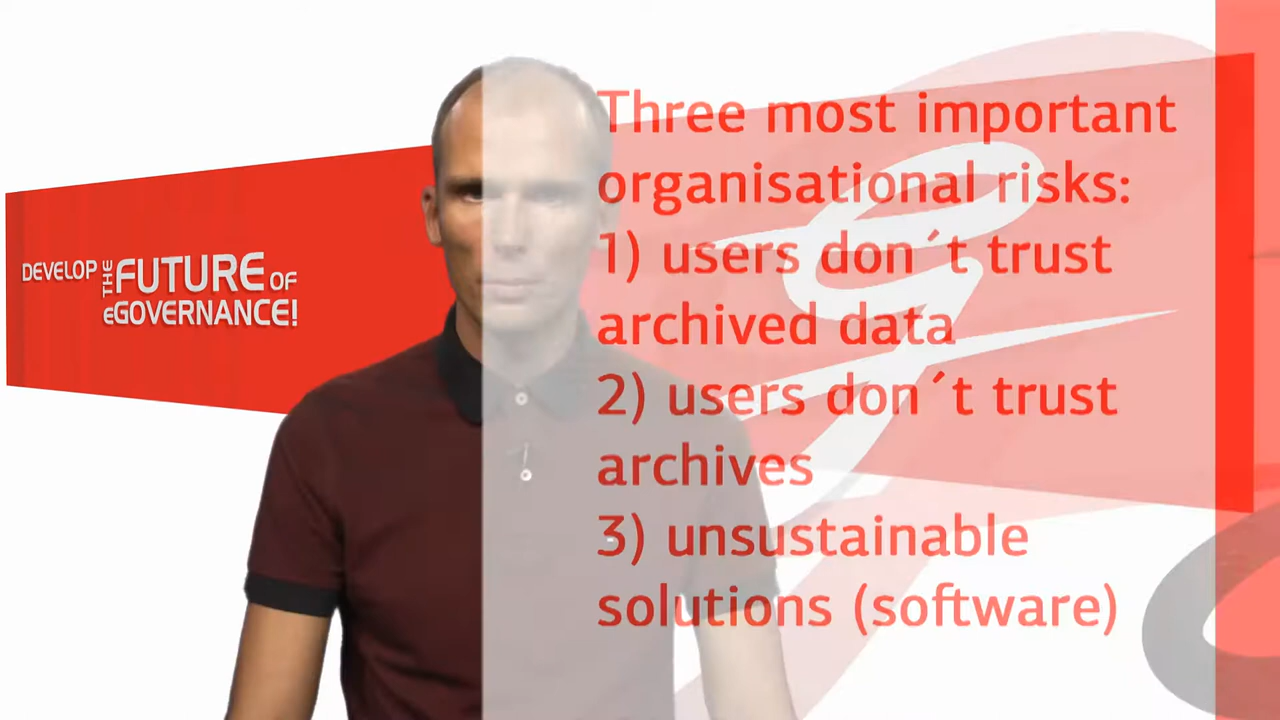 DEVELOP THE FUTURE OF
eGOVERNANCE!
Three most important
organisational risks:
1) users don´t trust
archived data
2) users don´t trust
archives
3) unsustainable
solutions (software)